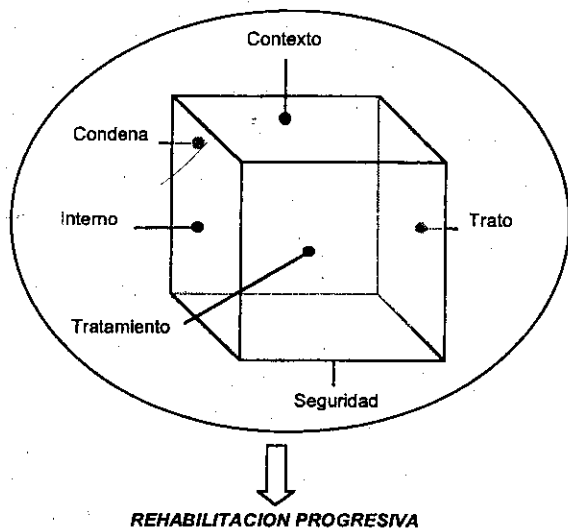 Contexto
Condena
Interno
Trato
Tratamiento
Seguridad
REHABILITACION PROGRESIVA